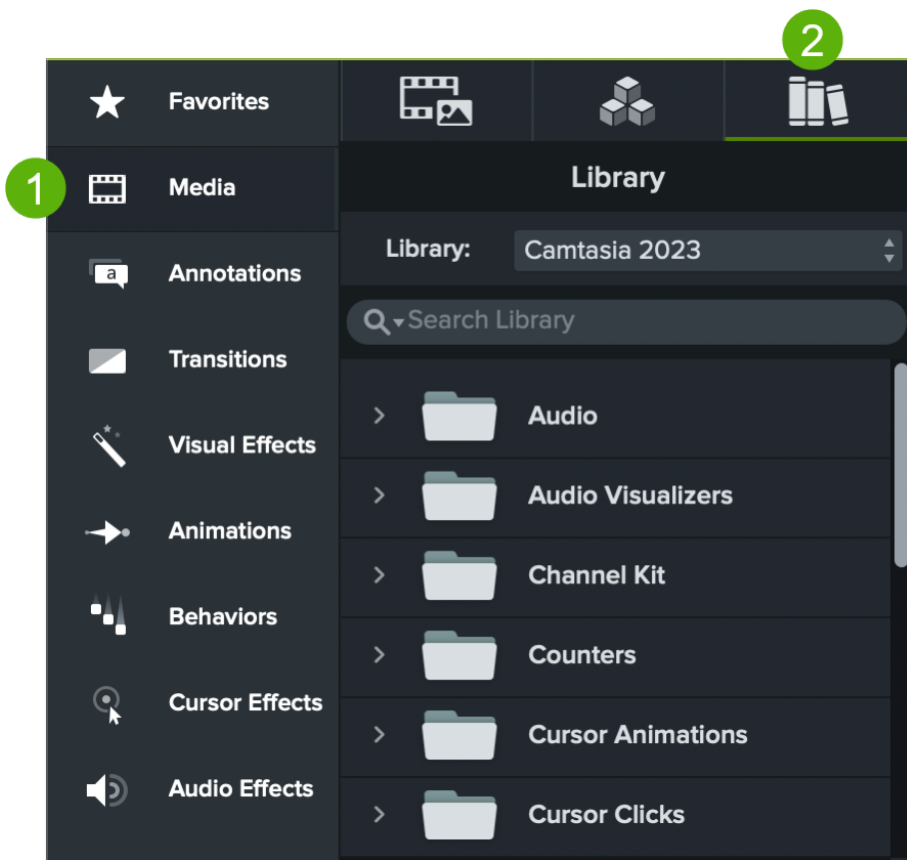 2
1
Favorites
Media
Annotations
Transitions
Visual Effects
Animations
Behaviors
Cursor Effects
Audio Effects
Library
Library: Camtasia 2023
Search Library
Audio
Audio Visualizers
Channel Kit
Counters
Cursor Animations
Cursor Clicks